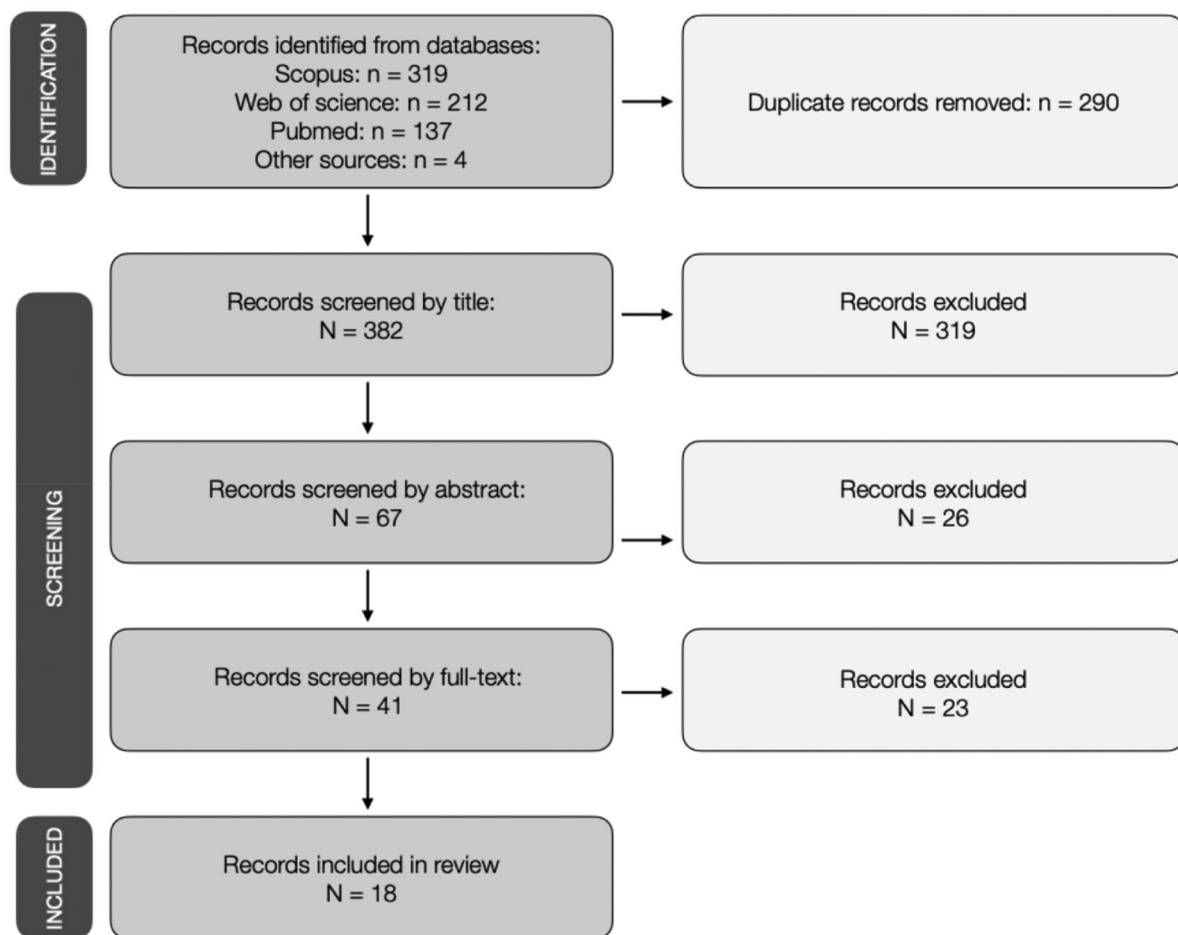 IDENTIFICATION
Records identified from databases:
Scopus: n = 319
Web of science: n = 212
Pubmed: n = 137
Other sources: n = 4
Duplicate records removed: n = 290
SCREENING
Records screened by title:
N = 382
Records excluded
N = 319
Records screened by abstract:
N = 67
Records excluded
N = 26
Records screened by full-text:
N = 41
Records excluded
N = 23
INCLUDED
Records included in review
N = 18